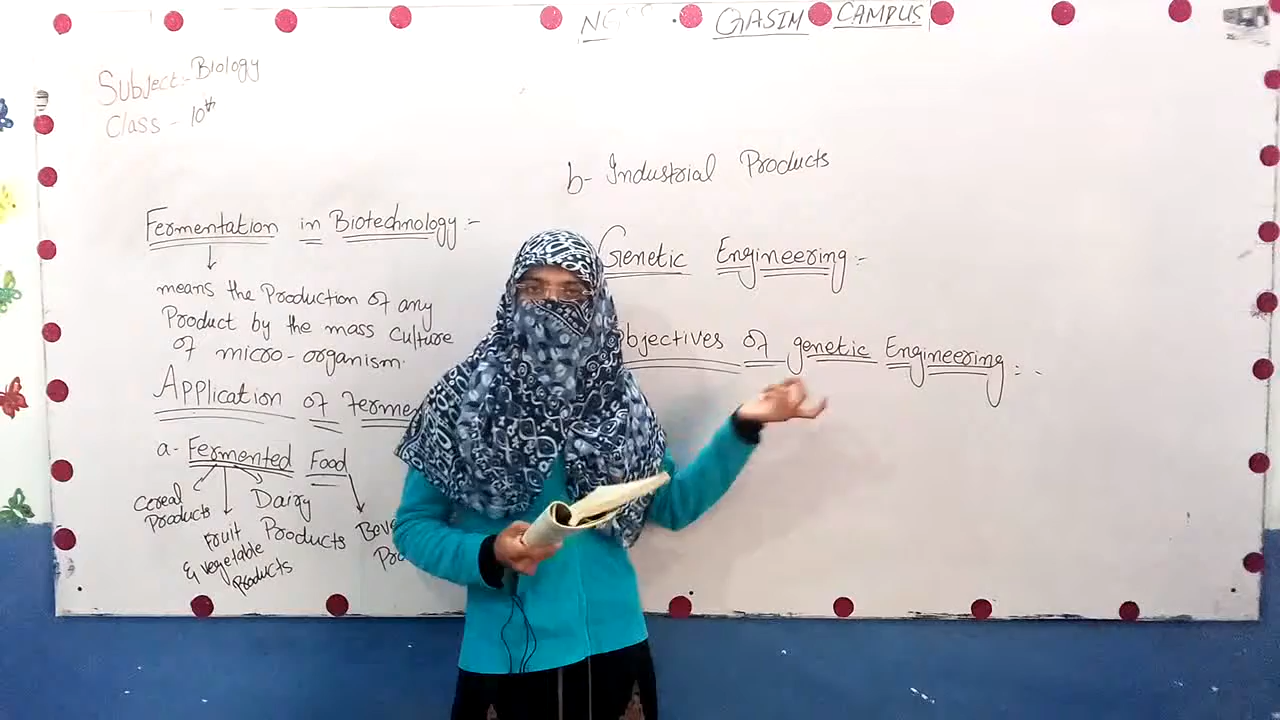 GASIM CAMPUS
Subject:- Biology
Class - 10th
Fermentation in Biotechnology :-
means the Production of any
Product by the mass culture
of micro-organism.
Application of
a- Fermented Food
Cereal Products
Fruit & vegetable Products
Dairy Products
b- Industrial Products
Genetic Engineering :-
Objectives of genetic Engineering :-